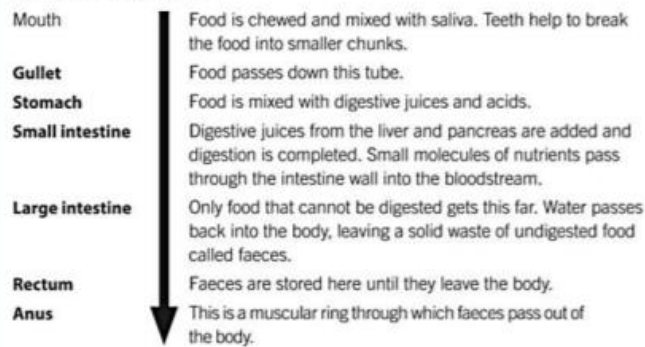 Mouth Food is chewed and mixed with saliva. Teeth help to break
the food into smaller chunks.
Gullet Food passes down this tube.
Stomach Food is mixed with digestive juices and acids.
Small intestine Digestive juices from the liver and pancreas are added and
digestion is completed. Small molecules of nutrients pass
through the intestine wall into the bloodstream.
Large intestine Only food that cannot be digested gets this far. Water passes
back into the body, leaving a solid waste of undigested food
called faeces.
Rectum Faeces are stored here until they leave the body.
Anus This is a muscular ring through which faeces pass out of
the body.